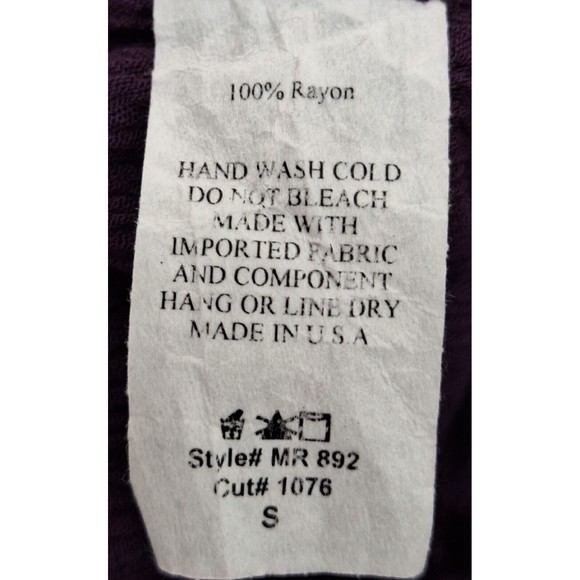 100% Rayon
HAND WASH COLD
DO NOT BLEACH
MADE WITH
IMPORTED FABRIC
AND COMPONENT
HANG OR LINE DRY
MADE IN U.S.A
Style# MR 892
Cut# 1076
S